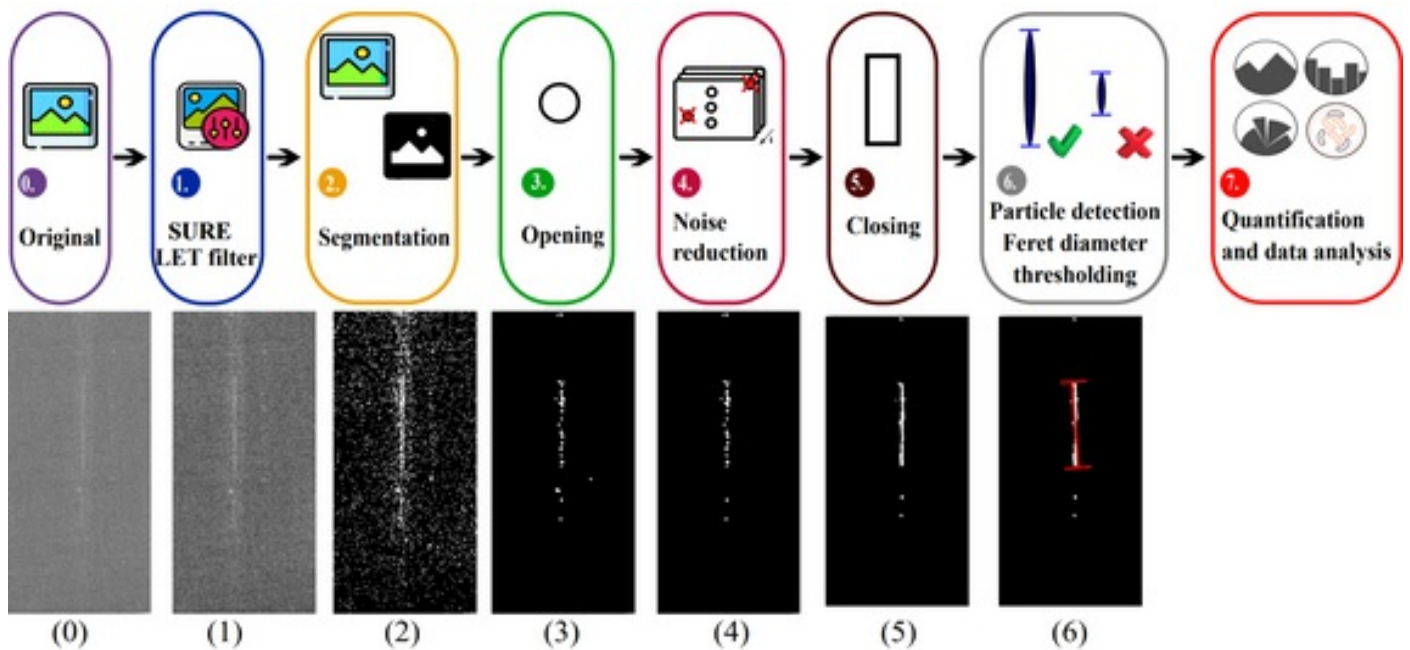 0.
Original
1.
SURE
LET filter
2.
Segmentation
3.
Opening
4.
Noise
reduction
5.
Closing
6.
Particle detection
Feret diameter
thresholding
7.
Quantification
and data analysis
(0)
(1)
(2)
(3)
(4)
(5)
(6)